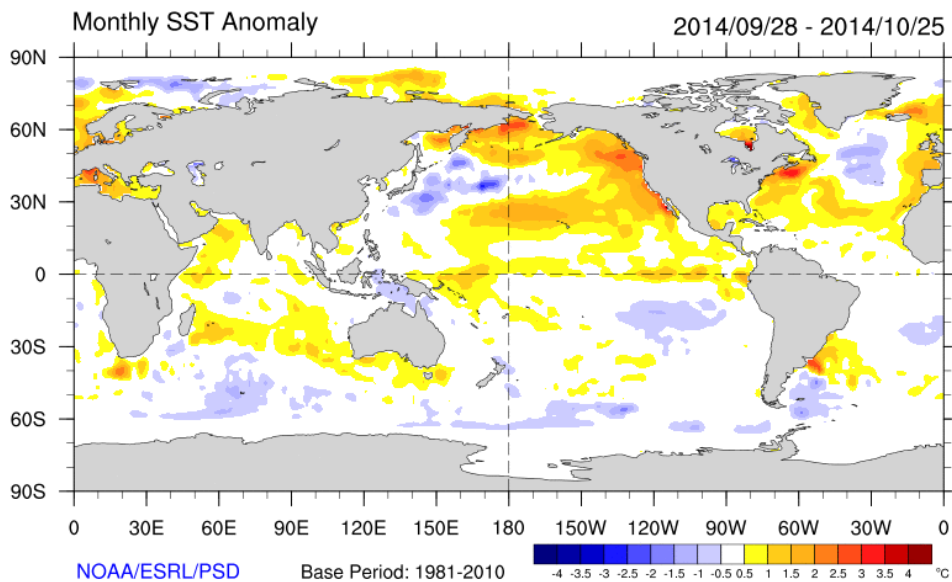 Monthly SST Anomaly 2014/09/28 - 2014/10/25
90N
60N
30N
0
30S
60S
90S
0 30E 60E 90E 120E 150E 180 150W 120W 90W 60W 30W 0
NOAA/ESRL/PSD Base Period: 1981-2010
-4 -3.5 -3 -2.5 -2 -1.5 -1 -0.5 0.5 1 1.5 2 2.5 3 3.5 4 °C